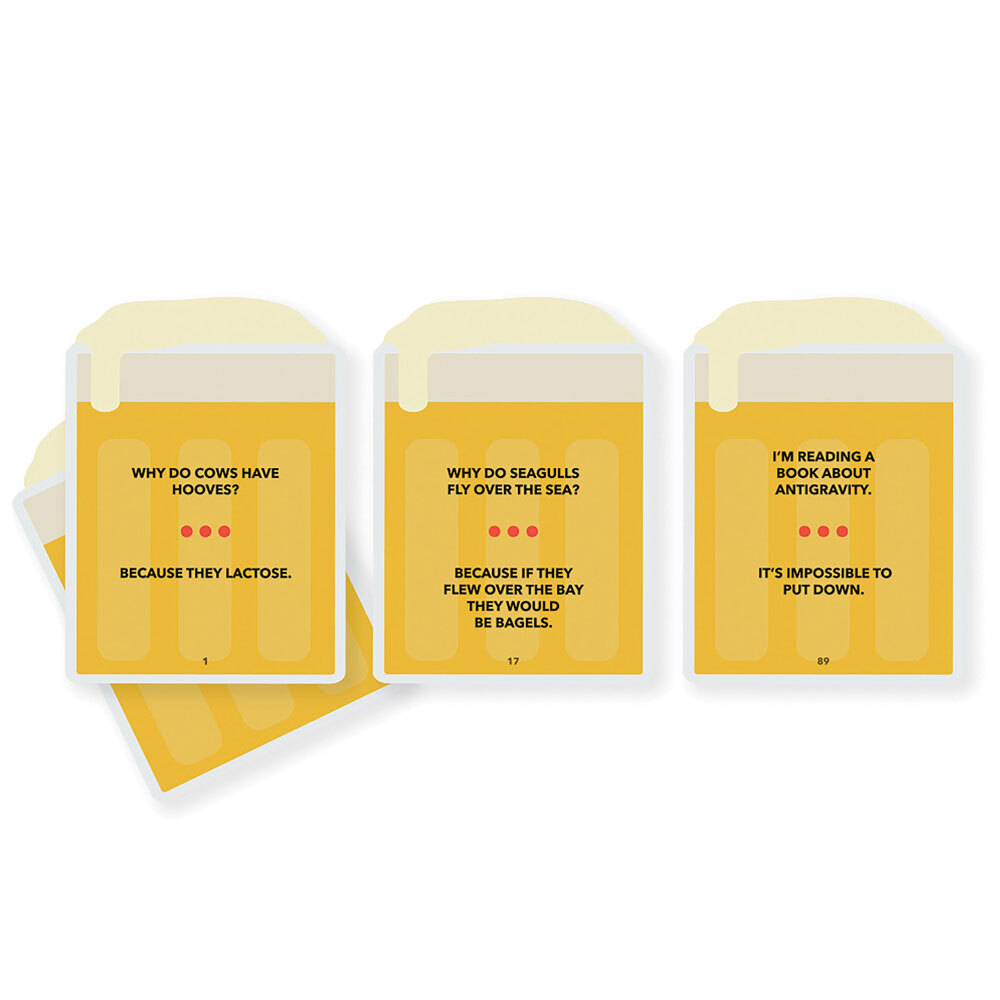 WHY DO COWS HAVE
HOOVES?
BECAUSE THEY LACTOSE.
1
WHY DO SEAGULLS
FLY OVER THE SEA?
BECAUSE IF THEY
FLEW OVER THE BAY
THEY WOULD
BE BAGELS.
17
I'M READING A
BOOK ABOUT
ANTIGRAVITY.
IT'S IMPOSSIBLE TO
PUT DOWN.
89